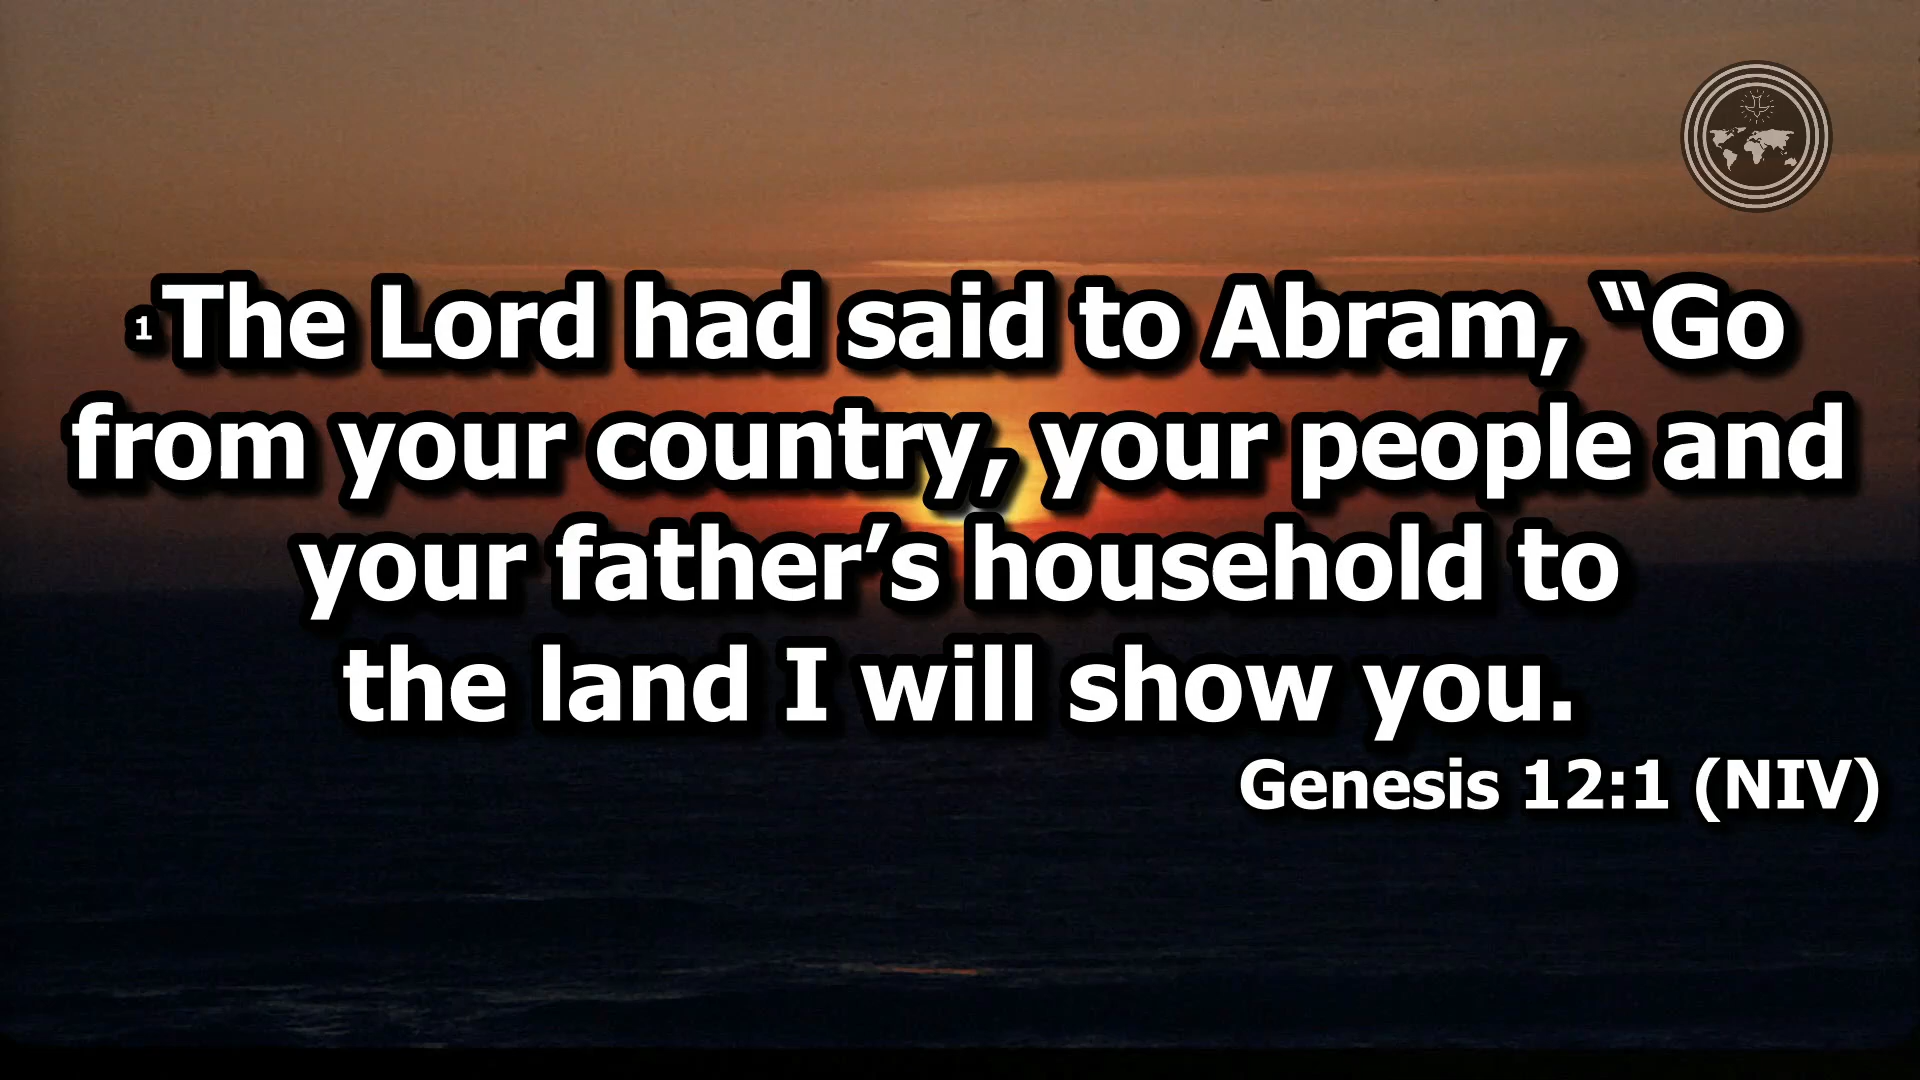 1The Lord had said to Abram, “Go
from your country, your people and
your father’s household to
the land I will show you.
Genesis 12:1 (NIV)